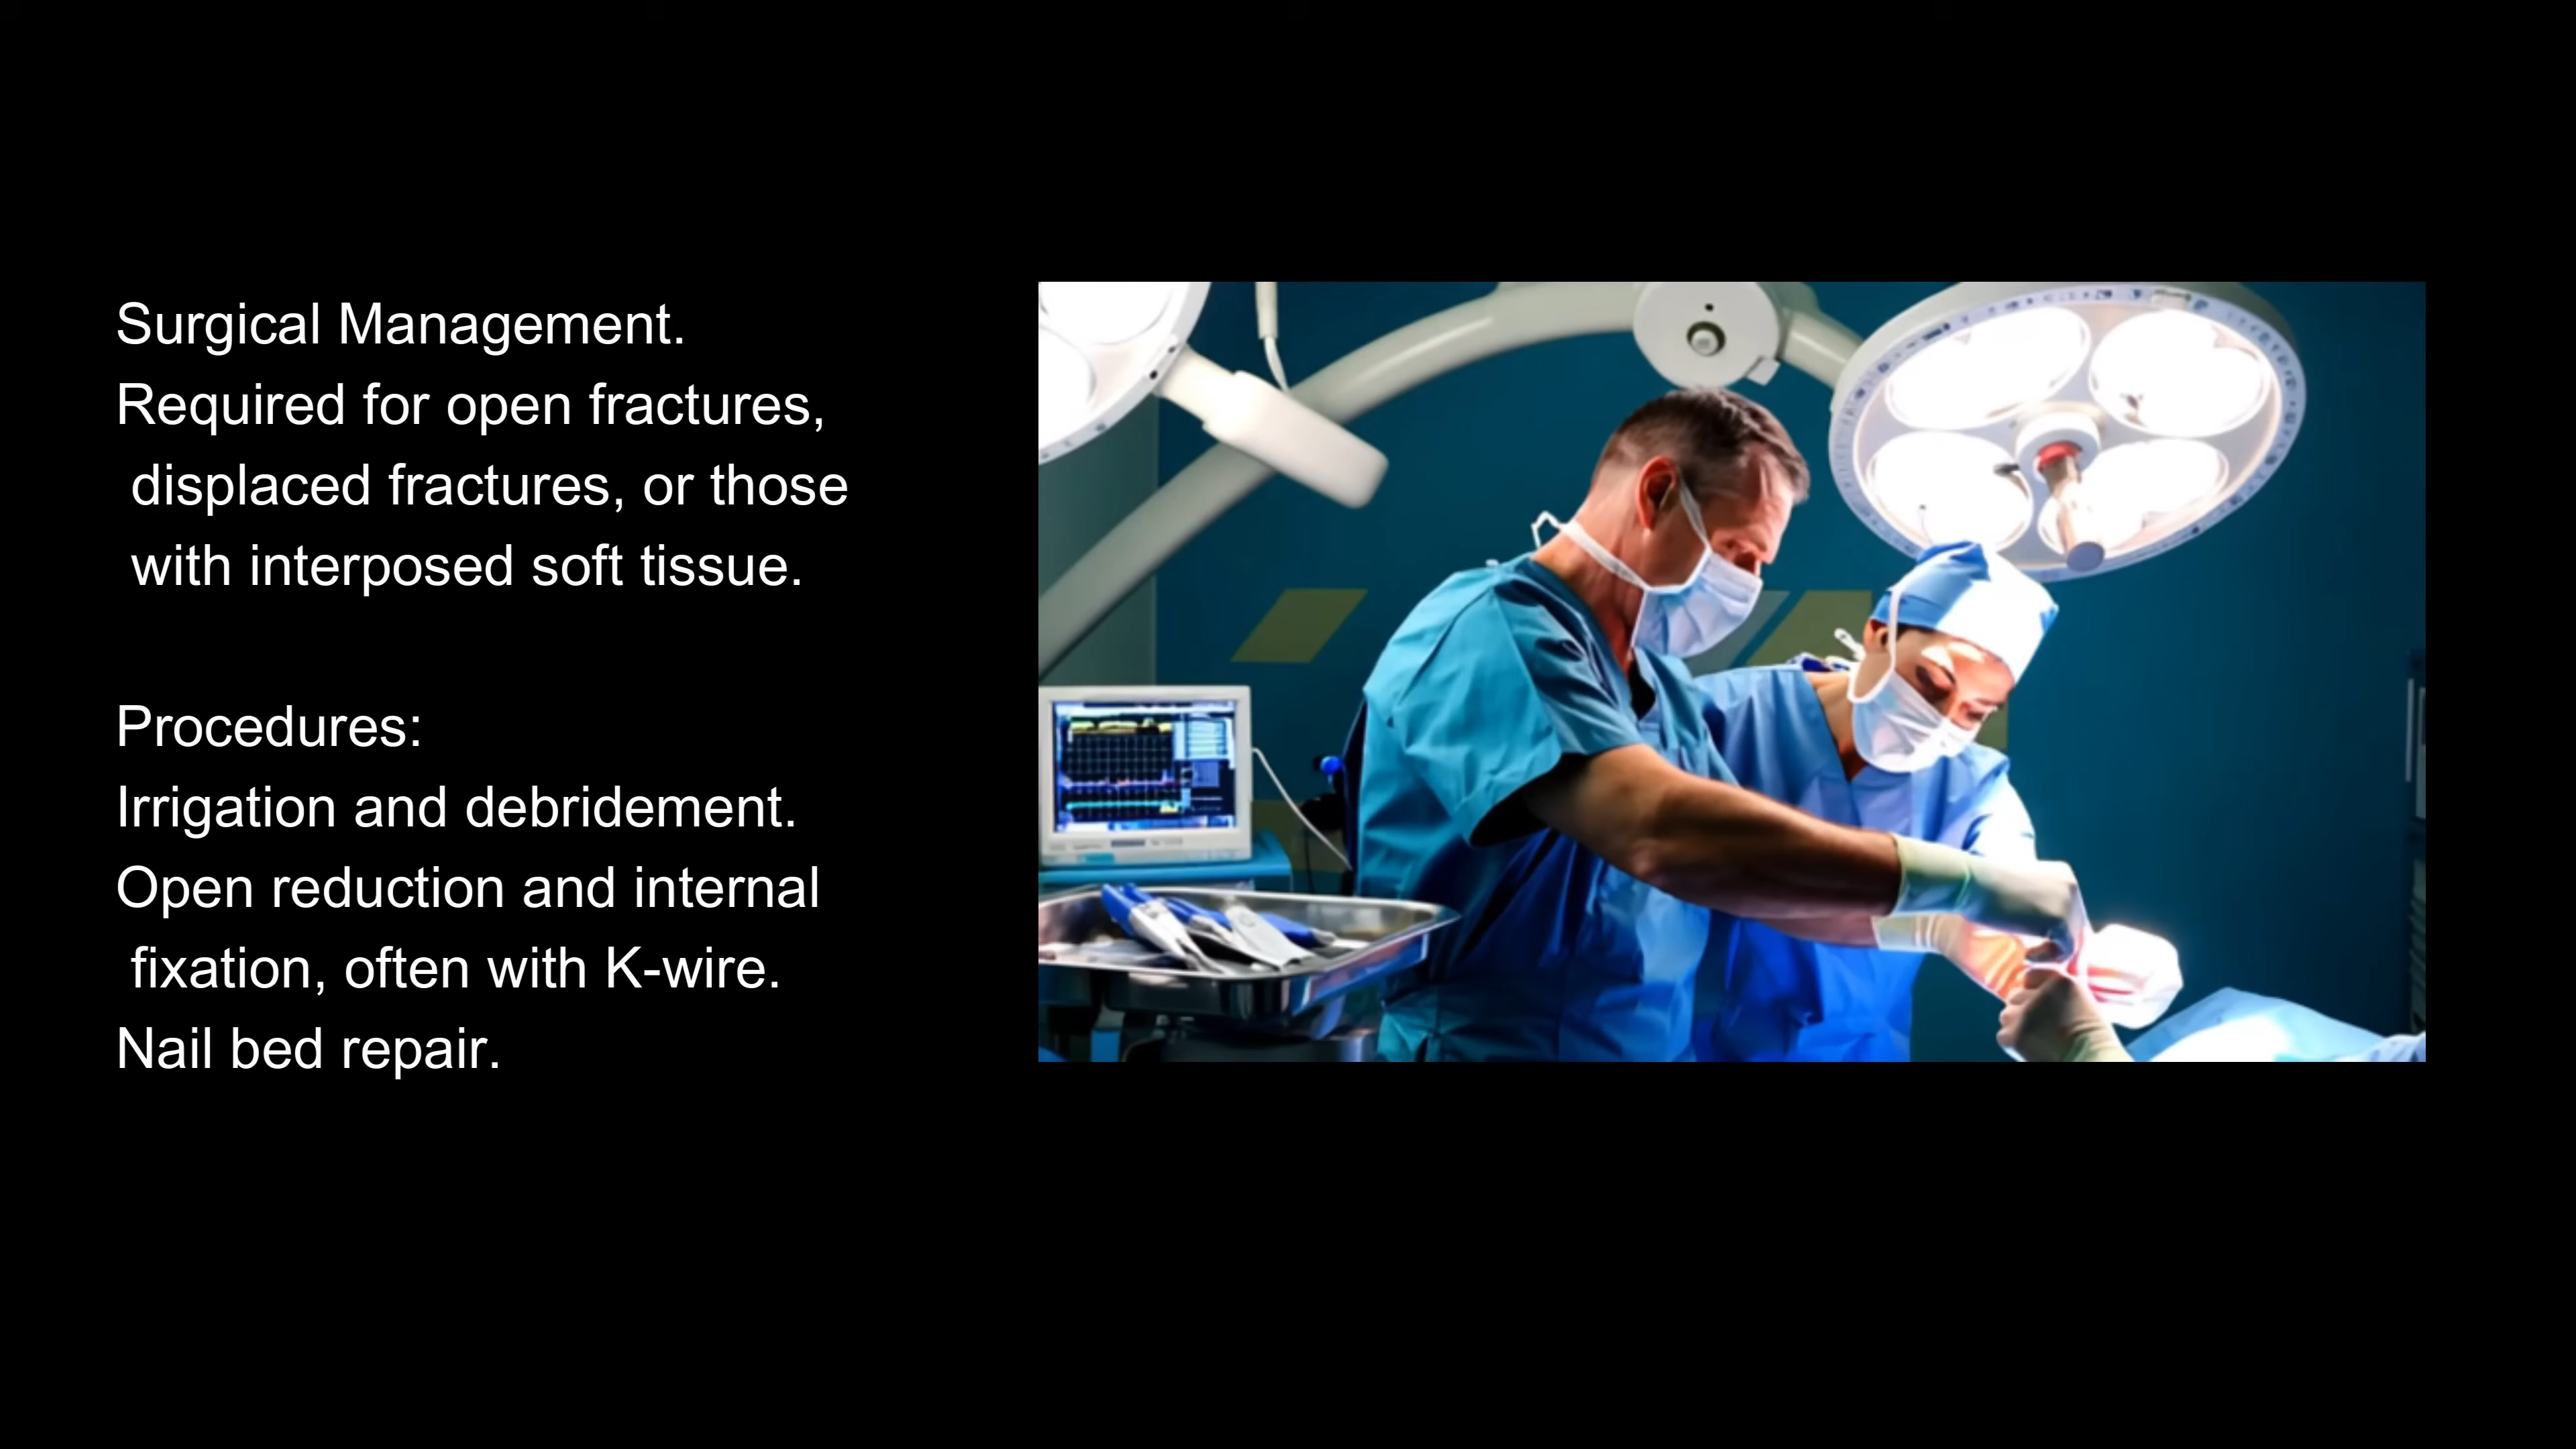 Surgical Management.
Required for open fractures,
displaced fractures, or those
with interposed soft tissue.
Procedures:
Irrigation and debridement.
Open reduction and internal
fixation, often with K-wire.
Nail bed repair.